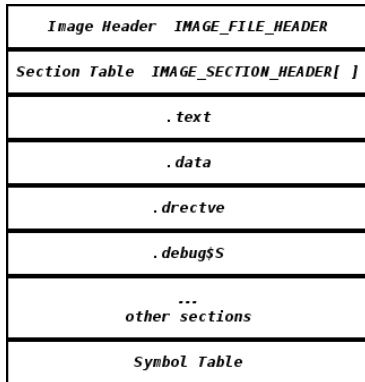 Image Header IMAGE_FILE_HEADER
Section Table IMAGE_SECTION_HEADER[ ]
.text
.data
.drectve
.debug$S
...
other sections
Symbol Table